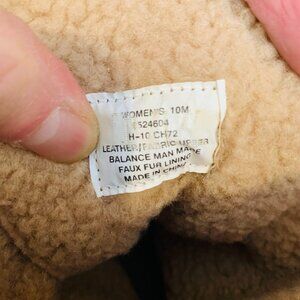 WOMEN'S 10M
1524604
H-10 CH72
LEATHER/FABRIC UPPER
BALANCE MAN MADE
FAUX FUR LINING
MADE IN CHINA